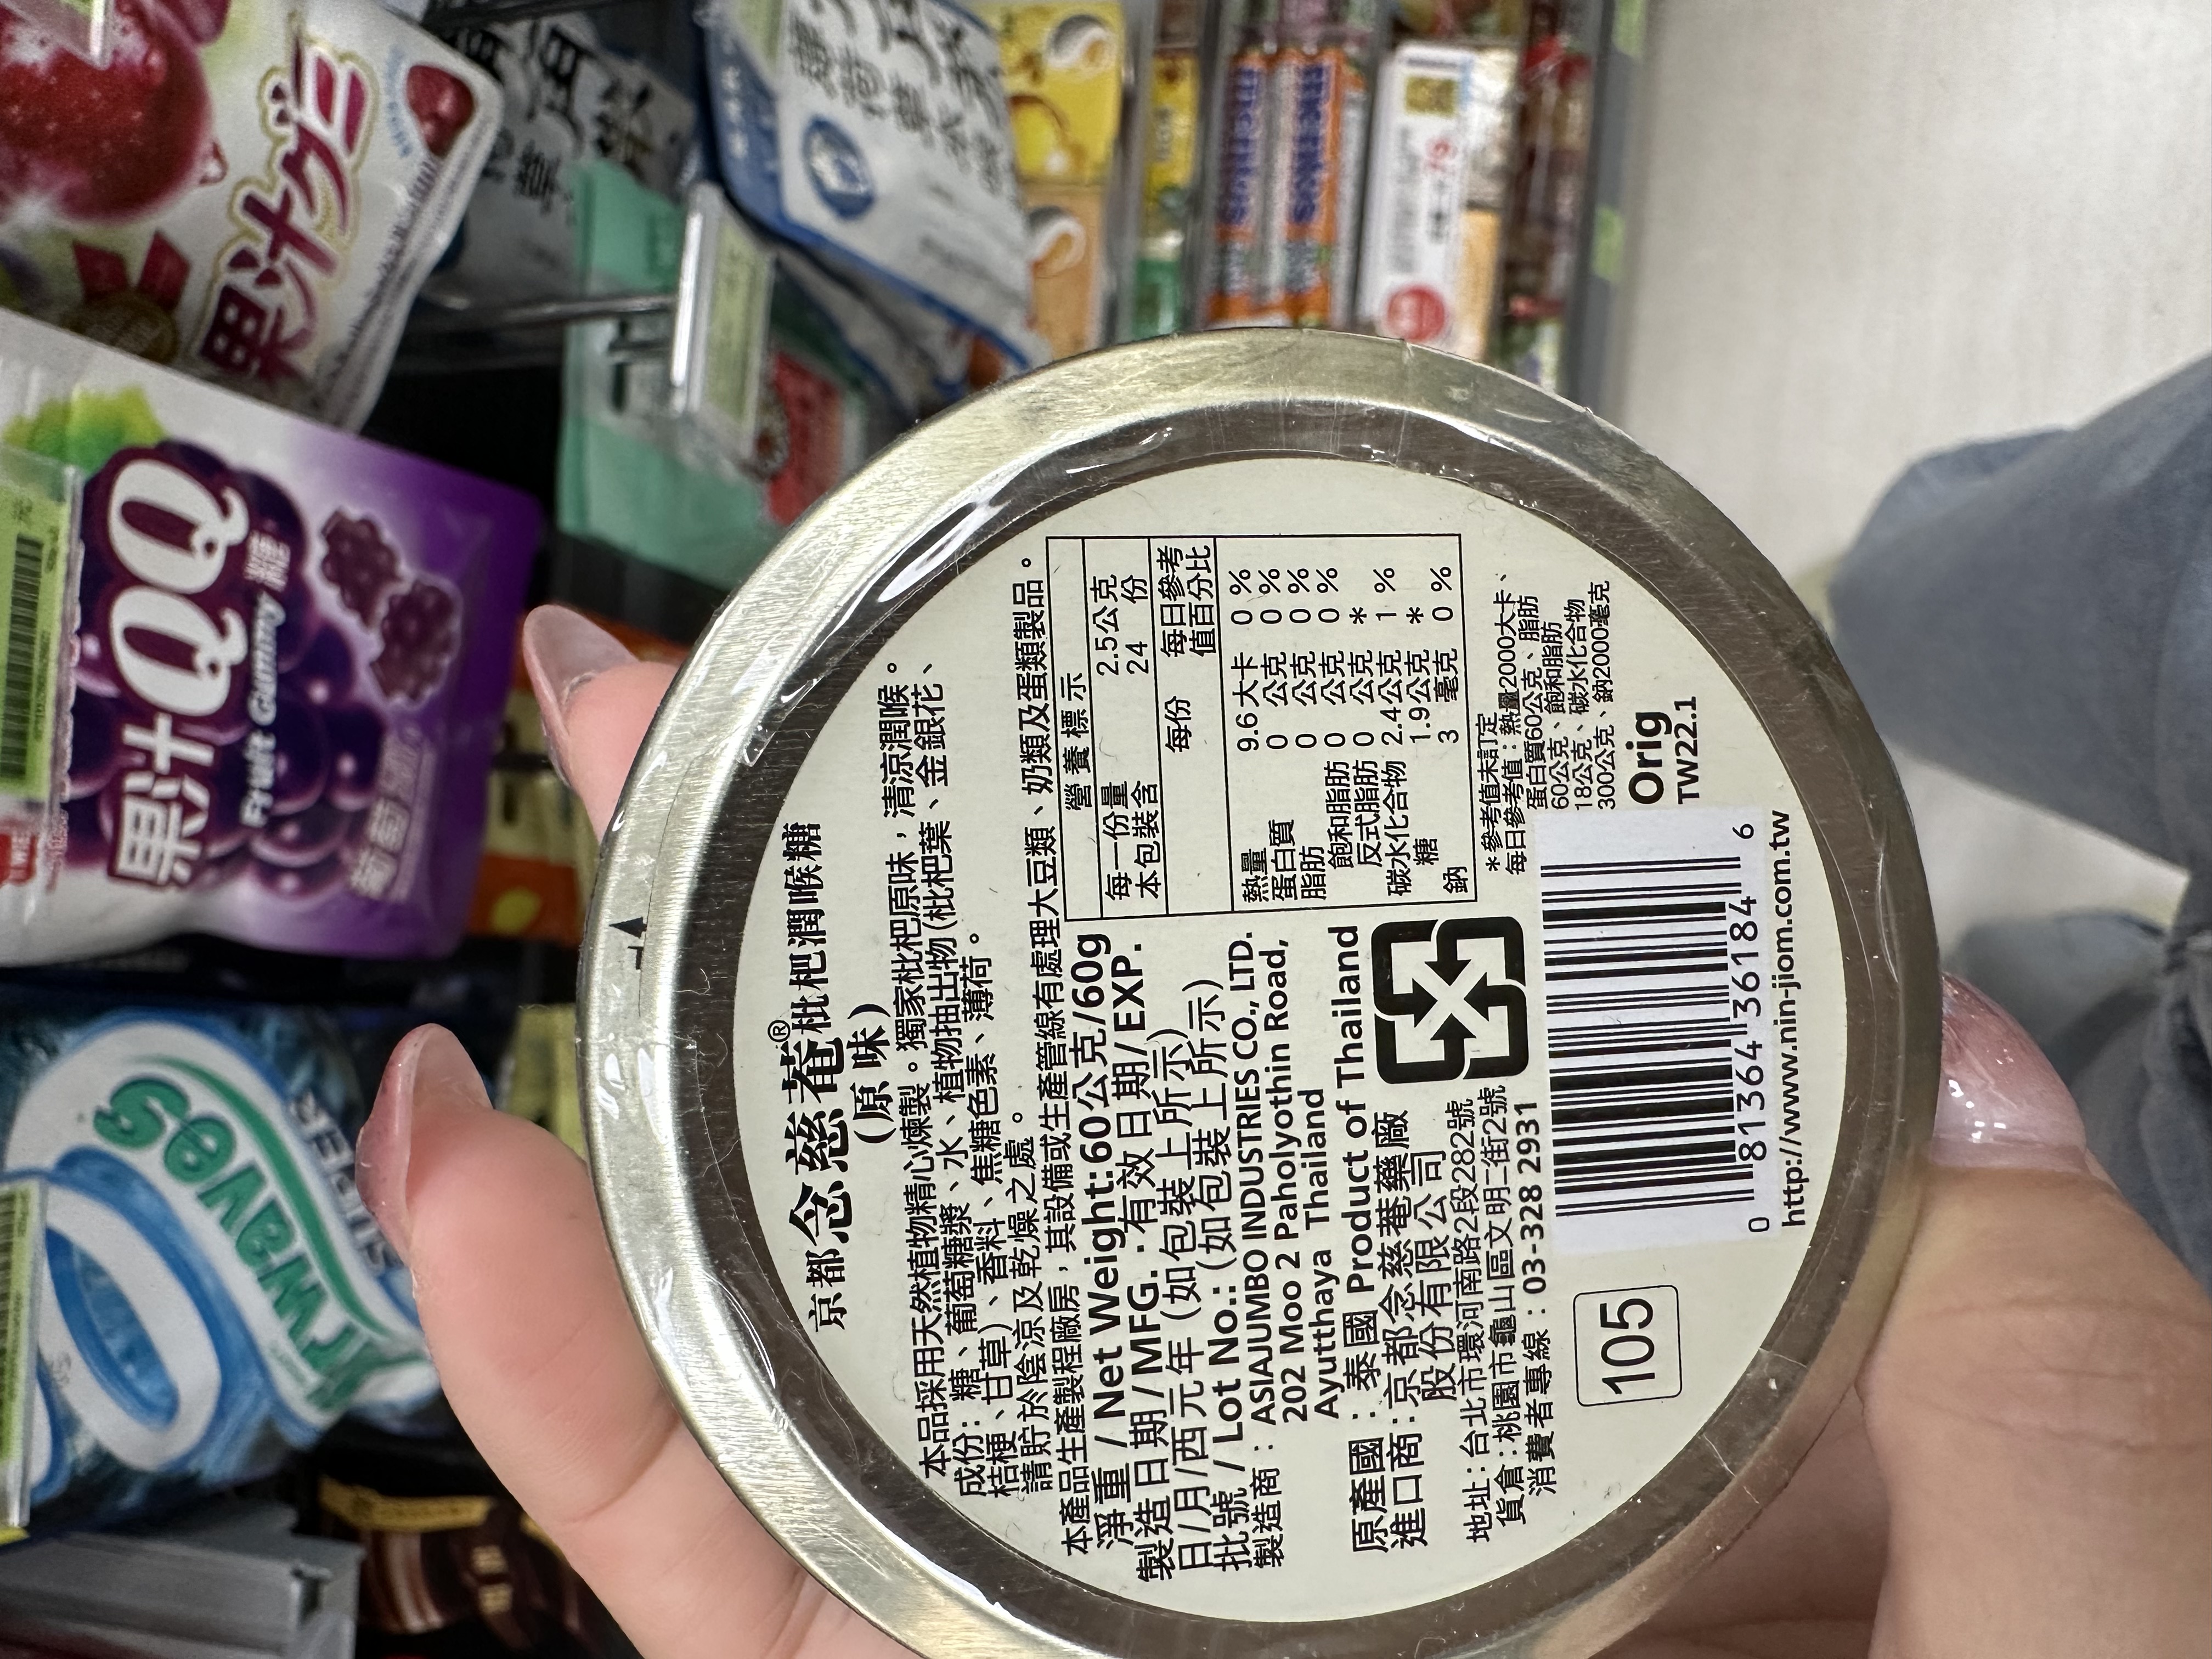 rwaves
SUPER
果汁QQ
Fruit Gummy 糖
葡萄
果汁グミ
京都念慈菴®枇杷潤喉糖
(原味)
本品採用天然植物精心煉製。獨家枇杷原味,清涼潤喉。
成份: 糖、葡萄糖漿、水、植物抽出物(枇杷葉、金銀花、
桔梗、甘草)、香料、焦糖色素、薄荷。
請貯於陰涼及乾燥之處。
本產品生產製程廠房,其設備或生產管線有處理大豆類、奶類及蛋類製品。
淨重 / Net Weight:60公克/60g
製造日期/MFG.·有效日期/EXP.
日/月/西元年 (如包裝上所示)
批號 / Lot No.: (如包裝上所示)
製造商: ASIAJUMBO INDUSTRIES CO., LTD.
202 Moo 2 Paholyothin Road,
Ayutthaya Thailand
原產國: 泰國 Product of Thailand
進口商:京都念慈菴藥廠
股份有限公司
地址:台北市環河南路2段282號
貨倉:桃園市龜山區文明二街2號
消費者專線: 03-328 2931
105
營養標示
每一份量 2.5公克
本包裝含 24 份
每份 每日參考
值百分比
熱量 9.6大卡 0 %
蛋白質 0 公克 0 %
脂肪 0 公克 0 %
飽和脂肪 0 公克 0 %
反式脂肪 0 公克 *
碳水化合物 2.4公克 1 %
糖 1.9公克 *
鈉 3 毫克 0 %
*參考值未訂定
每日參考值:熱量2000大卡、
蛋白質60公克、脂肪
60公克、飽和脂肪
18公克、碳水化合物
300公克、鈉2000毫克
Orig
TW22.1
0 81364 36184 6
http://www.nin-jiom.com.tw
mentos
mentos